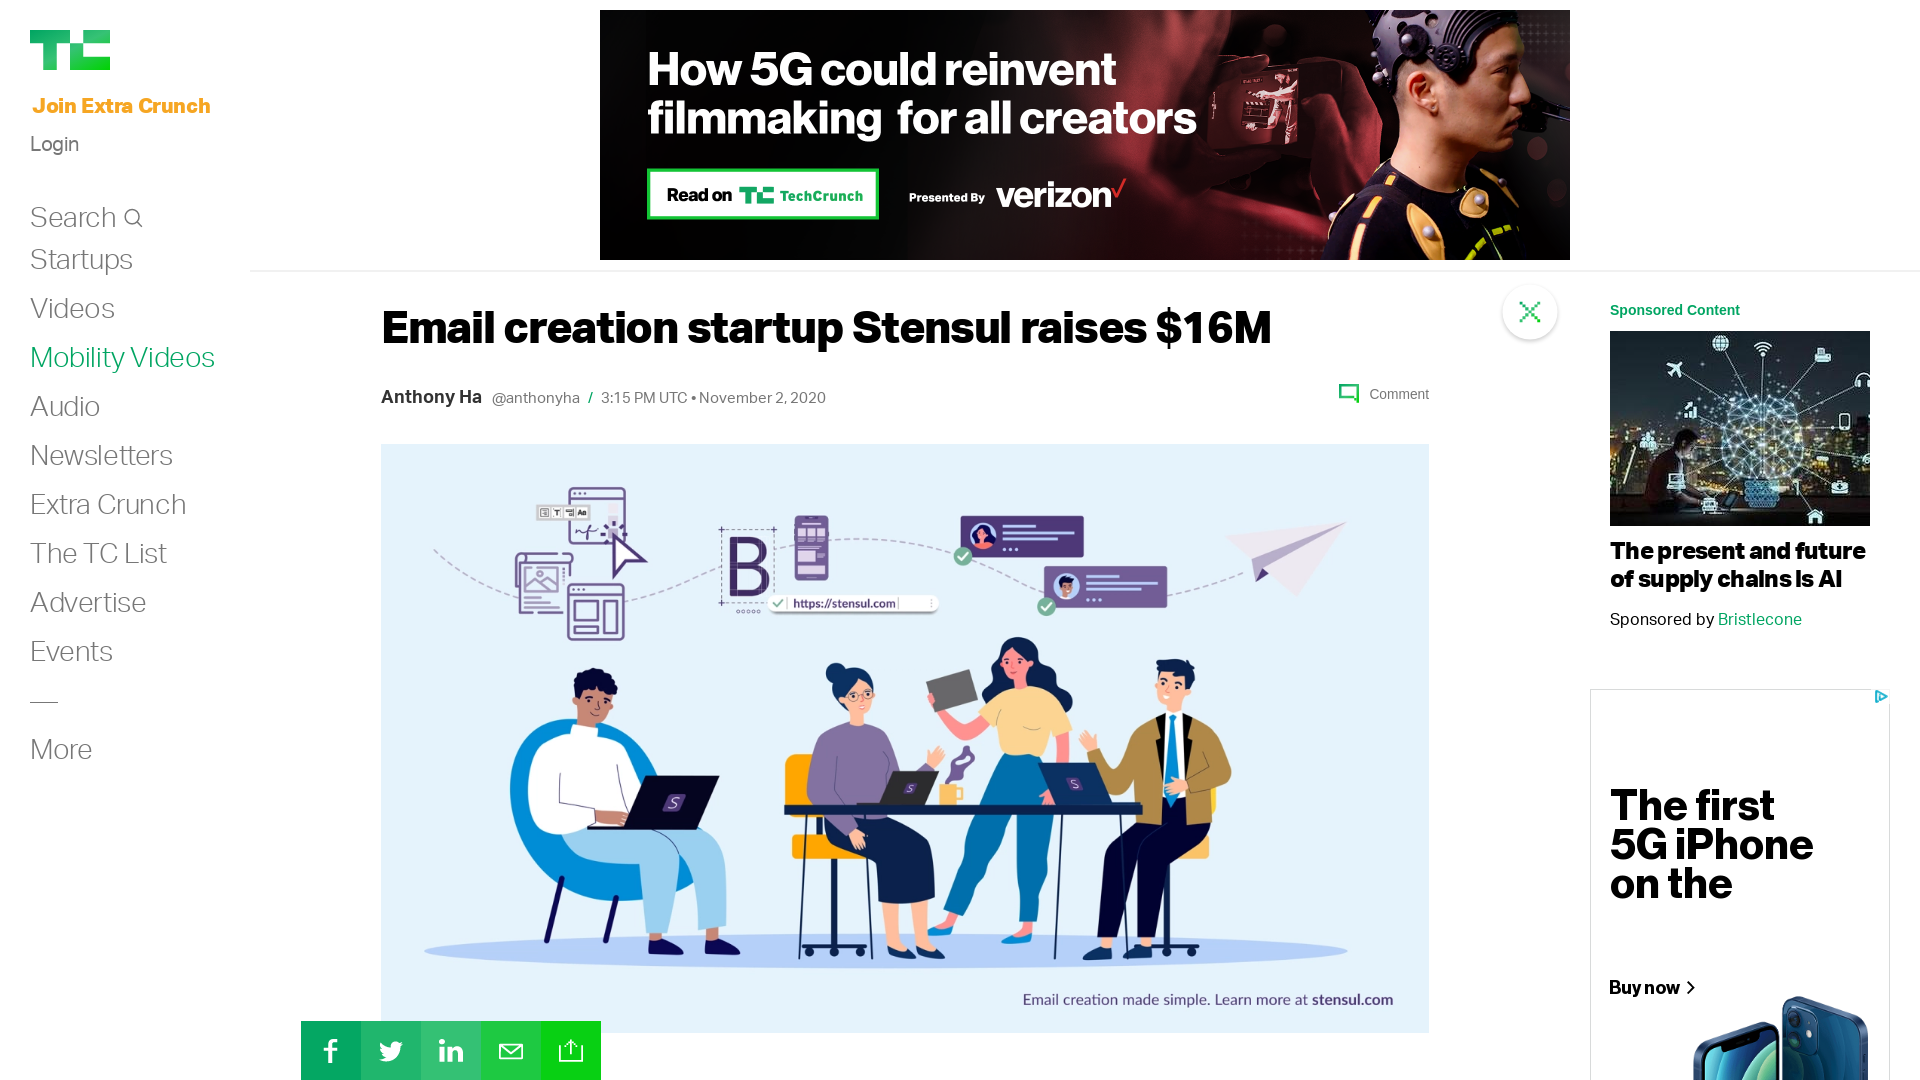 TC
Join Extra Crunch
Login
Search
Startups
Videos
Mobility Videos
Audio
Newsletters
Extra Crunch
The TC List
Advertise
Events
More
How 5G could reinvent
filmmaking for all creators
Read on TC TechCrunch
Presented By verizon
Email creation startup Stensul raises $16M
Anthony Ha @anthonyha / 3:15 PM UTC • November 2, 2020
Comment
T
Aa
B
https://stensul.com
S
S
S
Email creation made simple. Learn more at stensul.com
Sponsored Content
The present and future
of supply chains Is AI
Sponsored by Bristlecone
The first
5G iPhone
on the
Buy now